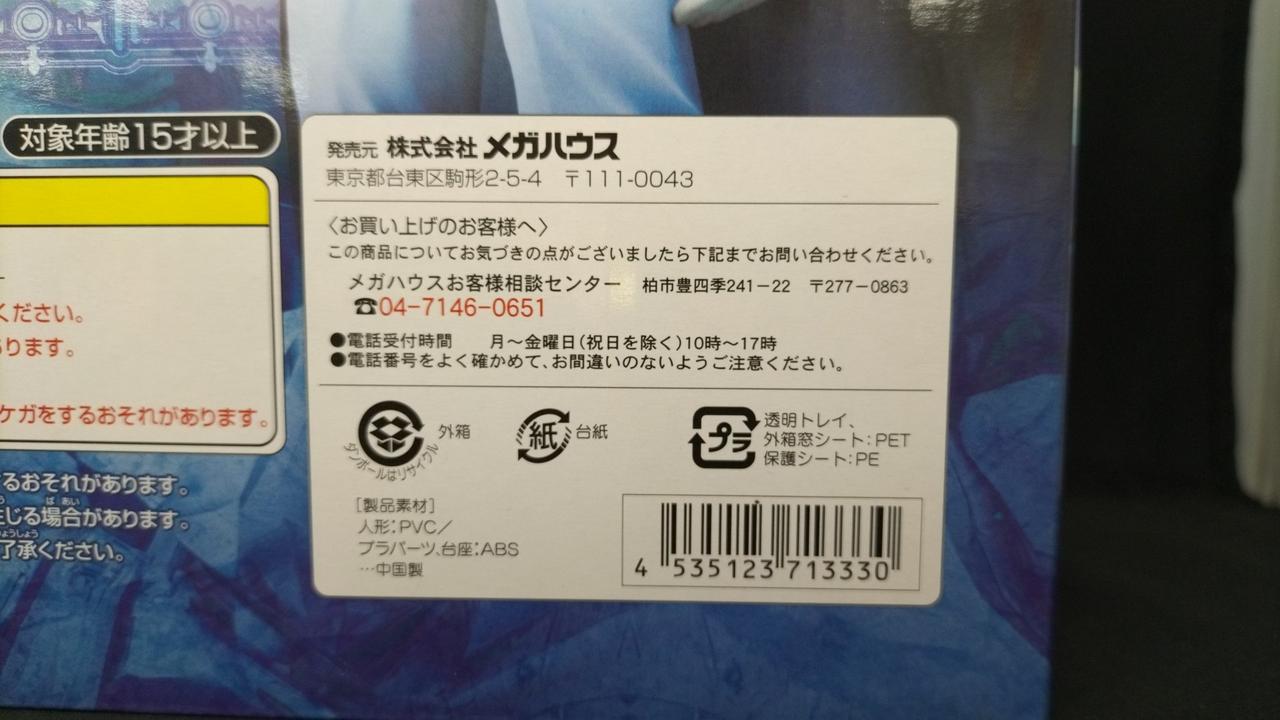 対象年齢15才以上
ください。
ります。
ケガをするおそれがあります。
るおそれがあります。
ばあい
生じる場合があります。
りょうしょう
了承ください。
発売元 株式会社 メガハウス
東京都台東区駒形2-5-4 〒111-0043
〈お買い上げのお客様へ〉
この商品についてお気づきの点がございましたら下記までお問い合わせください。
メガハウスお客様相談センター 柏市豊四季241-22 〒277-0863
☎04-7146-0651
●電話受付時間 月〜金曜日(祝日を除く)10時〜17時
●電話番号をよく確かめて、お間違いのないようご注意ください。
外箱
ダンボールはリサイクル
紙 台紙
プラ
透明トレイ、
外箱窓シート:PET
保護シート:PE
[製品素材]
人形:PVC/
プラパーツ、台座:ABS
…中国製
4 535123 713330